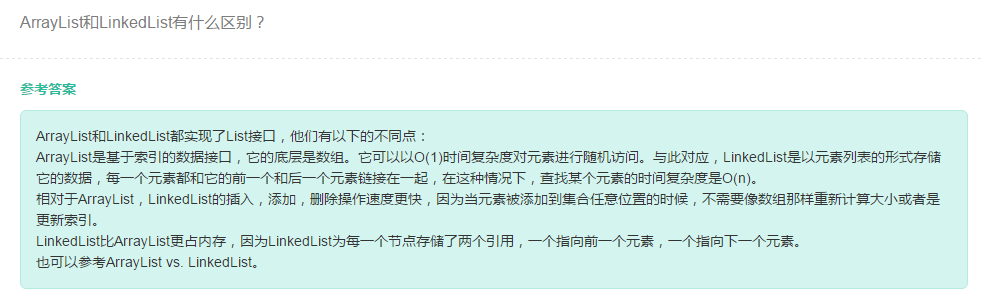 ArrayList和LinkedList有什么区别？
参考答案
ArrayList和LinkedList都实现了List接口，他们有以下的不同点：
ArrayList是基于索引的数据接口，它的底层是数组。它可以以O(1)时间复杂度对元素进行随机访问。与此对应，LinkedList是以元素列表的形式存储
它的数据，每一个元素都和它的前一个和后一个元素链接在一起，在这种情况下，查找某个元素的时间复杂度是O(n)。
相对于ArrayList，LinkedList的插入，添加，删除操作速度更快，因为当元素被添加到集合任意位置的时候，不需要像数组那样重新计算大小或者是
更新索引。
LinkedList比ArrayList更占内存，因为LinkedList为每一个节点存储了两个引用，一个指向前一个元素，一个指向下一个元素。
也可以参考ArrayList vs. LinkedList。